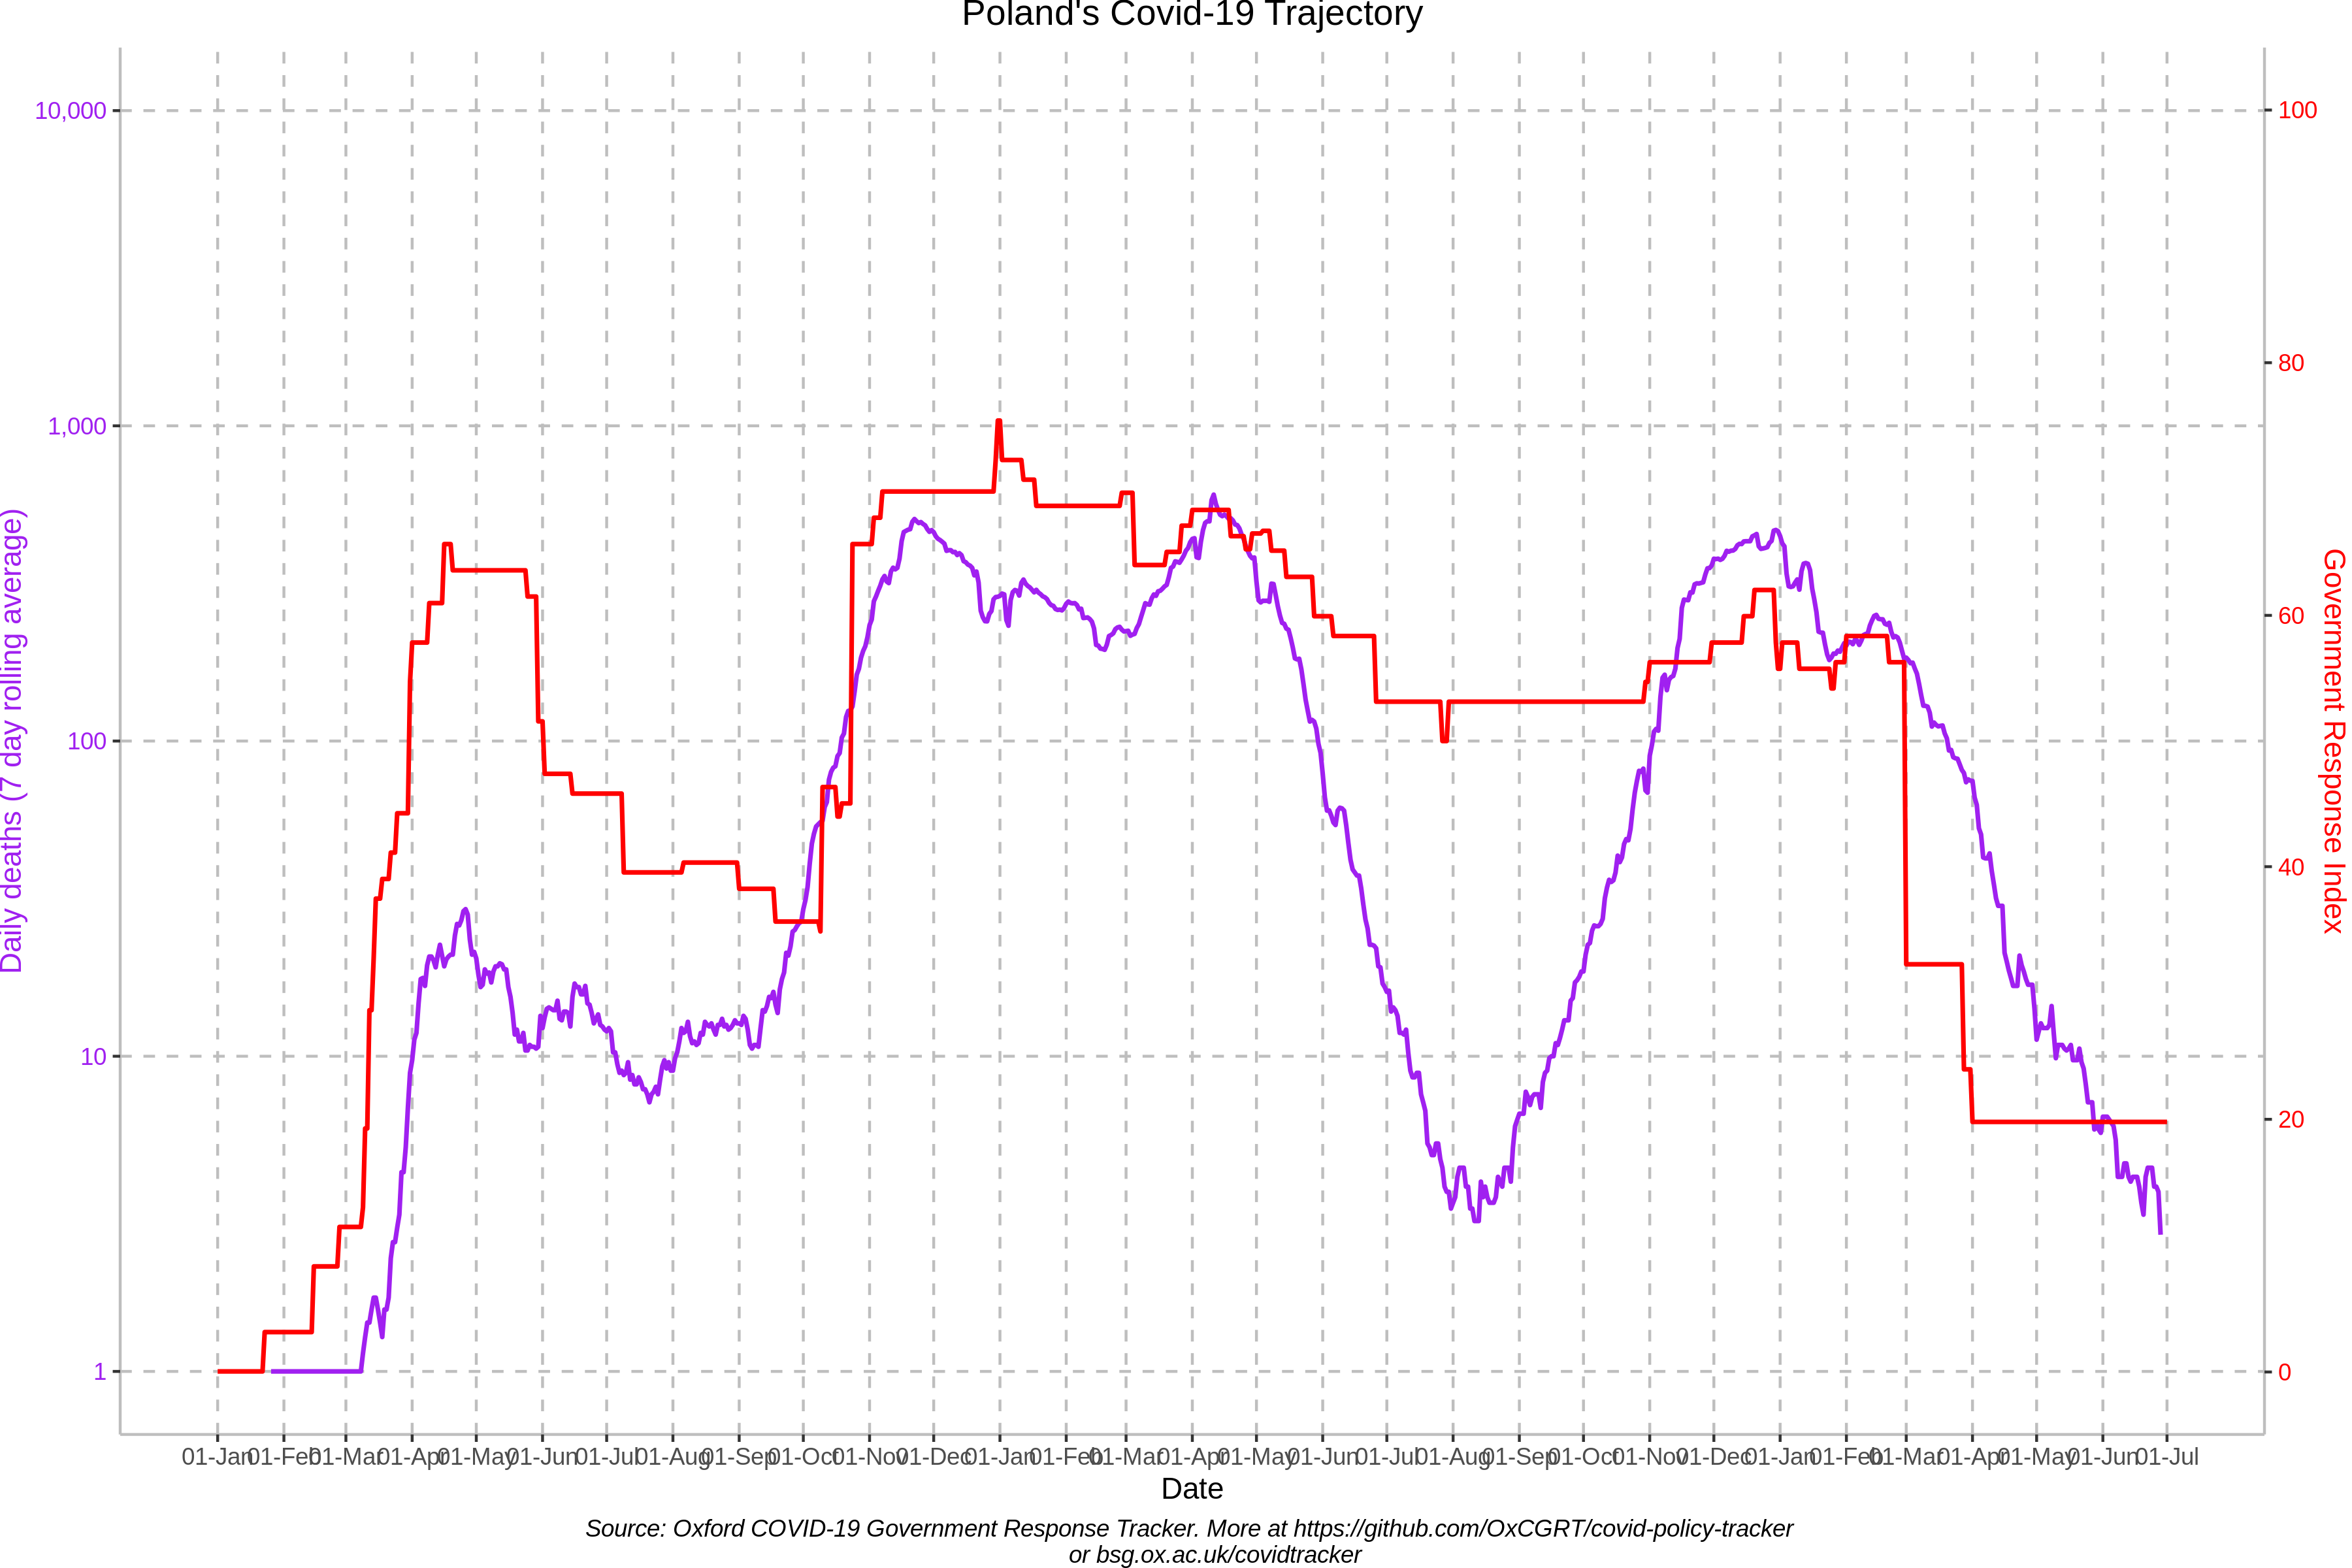 Poland's Covid-19 Trajectory
Daily deaths (7 day rolling average)
10,000
1,000
100
10
1
100
80
60
40
20
0
Government Response Index
01-Jan 01-Feb 01-Mar 01-Apr 01-May 01-Jun 01-Jul 01-Aug 01-Sep 01-Oct 01-Nov 01-Dec 01-Jan 01-Feb 01-Mar 01-Apr 01-May 01-Jun 01-Jul 01-Aug 01-Sep 01-Oct 01-Nov 01-Dec 01-Jan 01-Feb 01-Mar 01-Apr 01-May 01-Jun 01-Jul
Date
Source: Oxford COVID-19 Government Response Tracker. More at https://github.com/OxCGRT/covid-policy-tracker
or bsg.ox.ac.uk/covidtracker